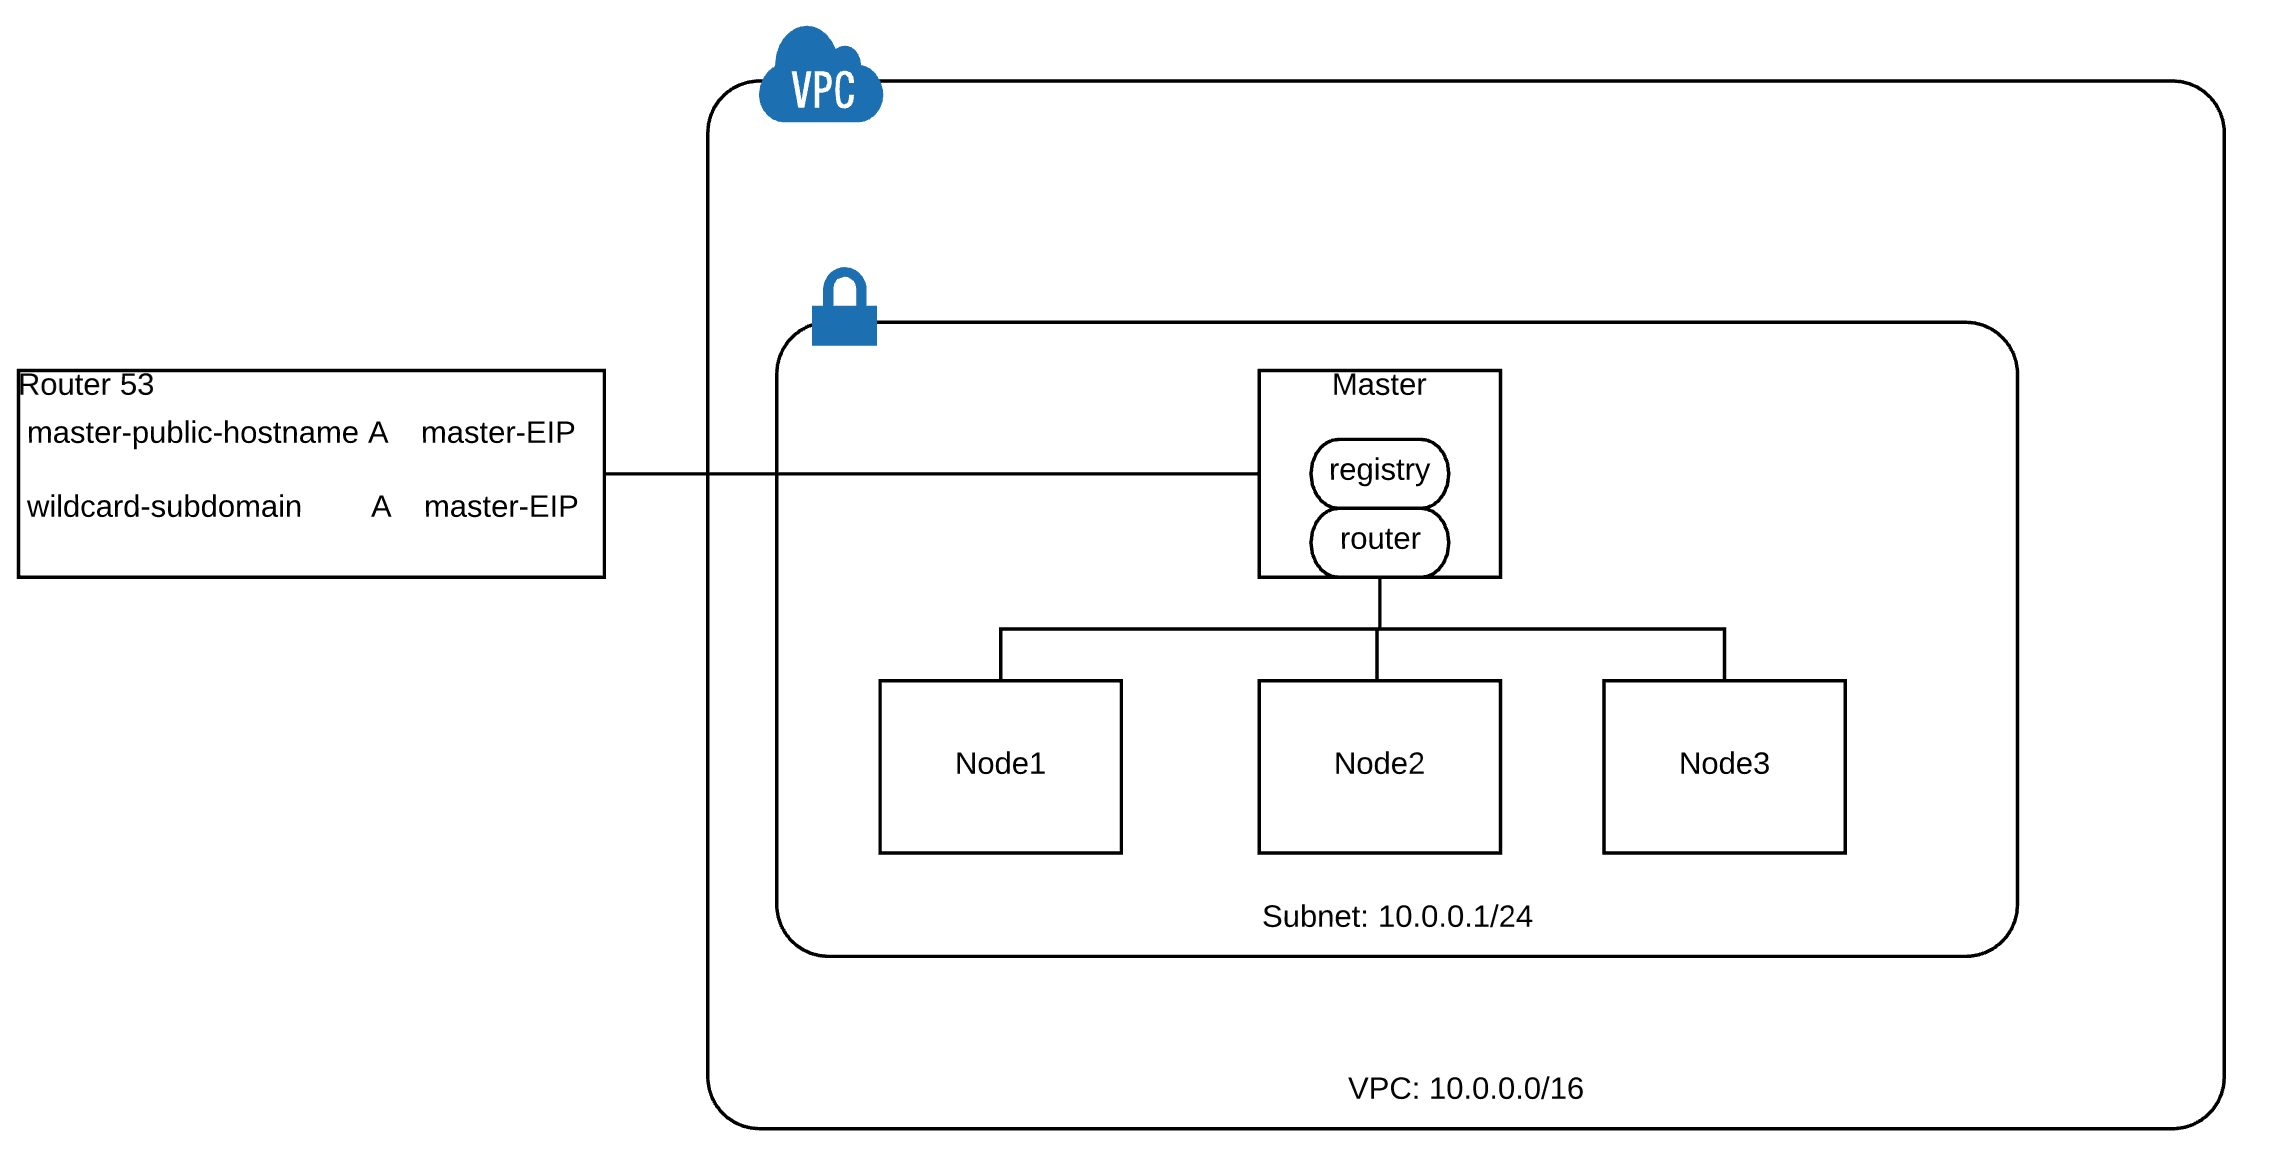 VPC
Router 53
master-public-hostname A master-EIP
wildcard-subdomain A master-EIP
Master
registry
router
Node1
Node2
Node3
Subnet: 10.0.0.1/24
VPC: 10.0.0.0/16